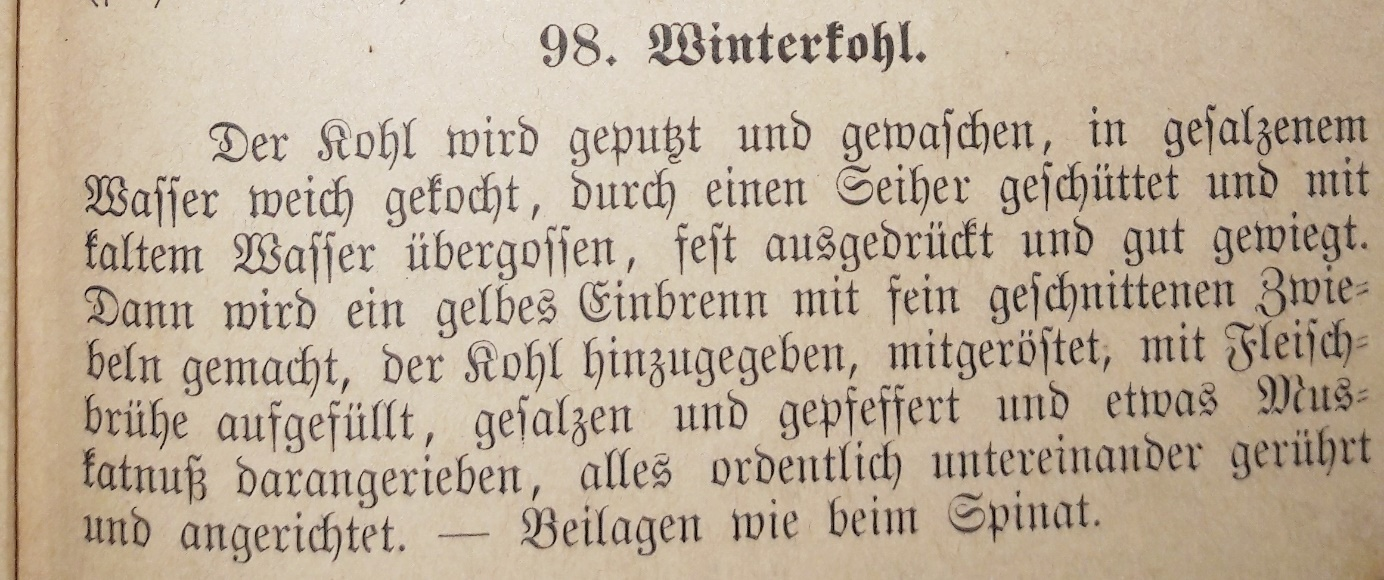 98. Winterkohl.
Der Kohl wird geputzt und gewaschen, in gesalzenem
Wasser weich gekocht, durch einen Seiher geschüttet und mit
kaltem Wasser übergossen, fest ausgedrückt und gut gewiegt.
Dann wird ein gelbes Einbrenn mit fein geschnittenen Zwie-
beln gemacht, der Kohl hinzugegeben, mitgeröstet, mit Fleisch-
brühe aufgefüllt, gesalzen und gepfeffert und etwas Mus-
katnuß darangerieben, alles ordentlich untereinander gerührt
und angerichtet. — Beilagen wie beim Spinat.